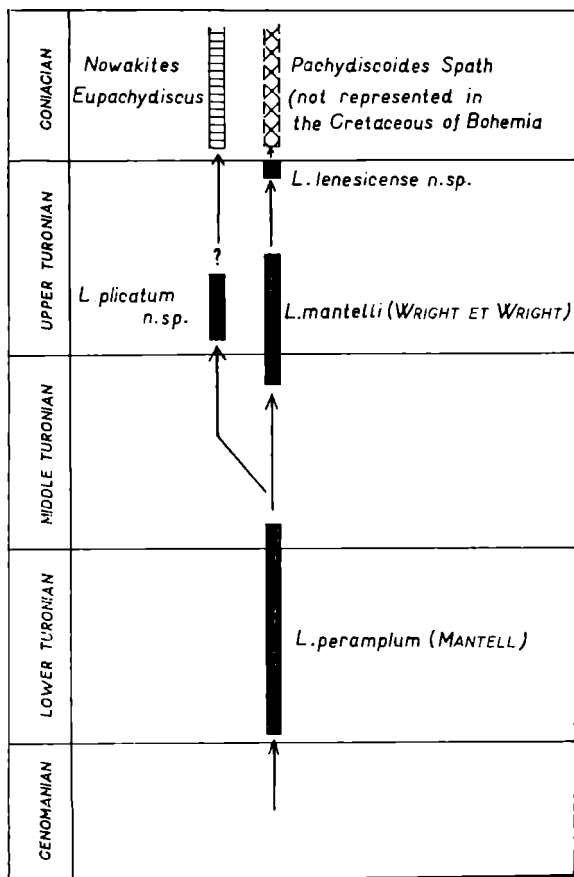 CONIACIAN
Nowakites
Eupachydiscus
Pachydiscoides Spath
(not represented in
the Cretaceous of Bohemia
L. lenesicense n.sp.
UPPER TURONIAN
?
L. plicatum
n.sp.
L. mantelli (WRIGHT ET WRIGHT)
MIDDLE TURONIAN
LOWER TURONIAN
L. peramplum (MANTELL)
CENOMANIAN